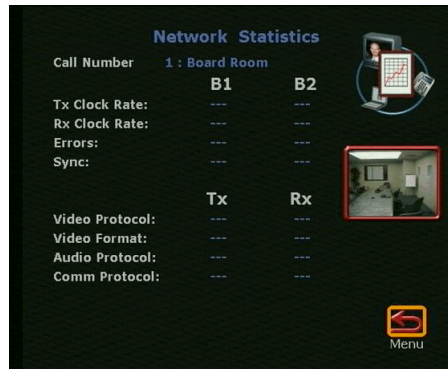 Network Statistics
Call Number 1 : Board Room
B1 B2
Tx Clock Rate: --- ---
Rx Clock Rate: --- ---
Errors: --- ---
Sync: --- ---
Tx Rx
Video Protocol: --- ---
Video Format: --- ---
Audio Protocol: --- ---
Comm Protocol: --- ---
Menu